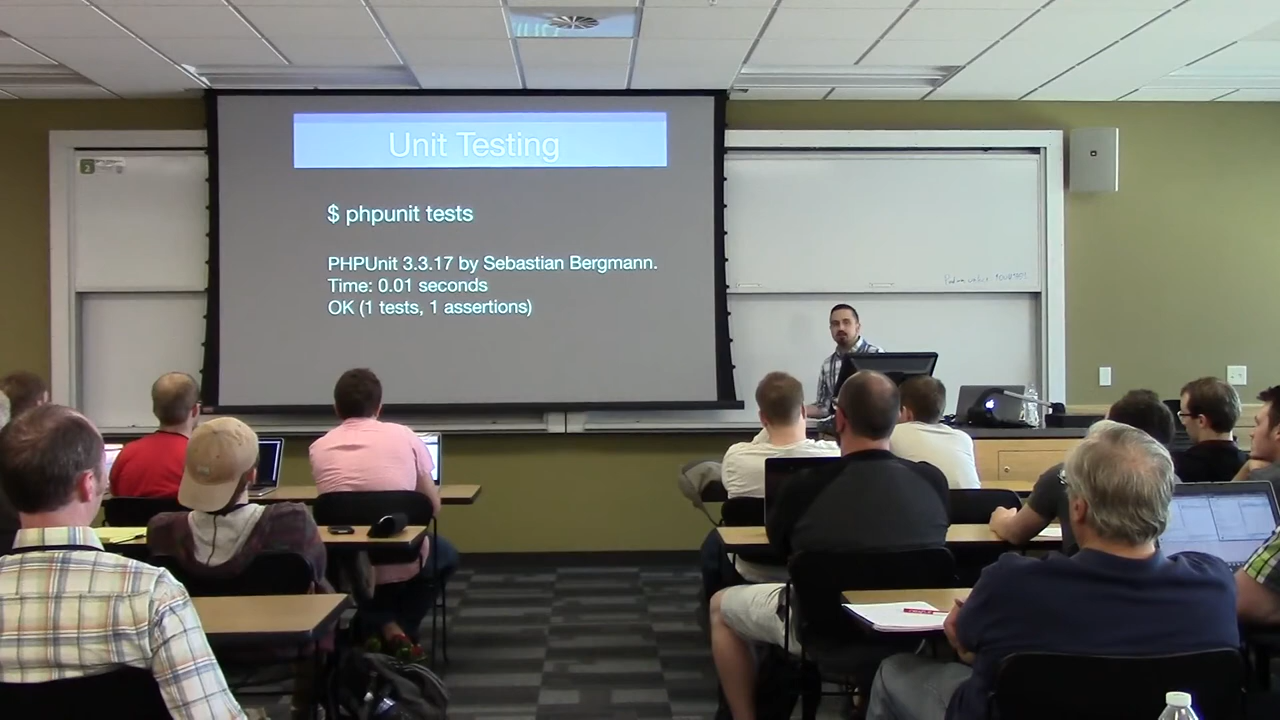 Unit Testing
$ phpunit tests
PHPUnit 3.3.17 by Sebastian Bergmann.
Time: 0.01 seconds
OK (1 tests, 1 assertions)
2